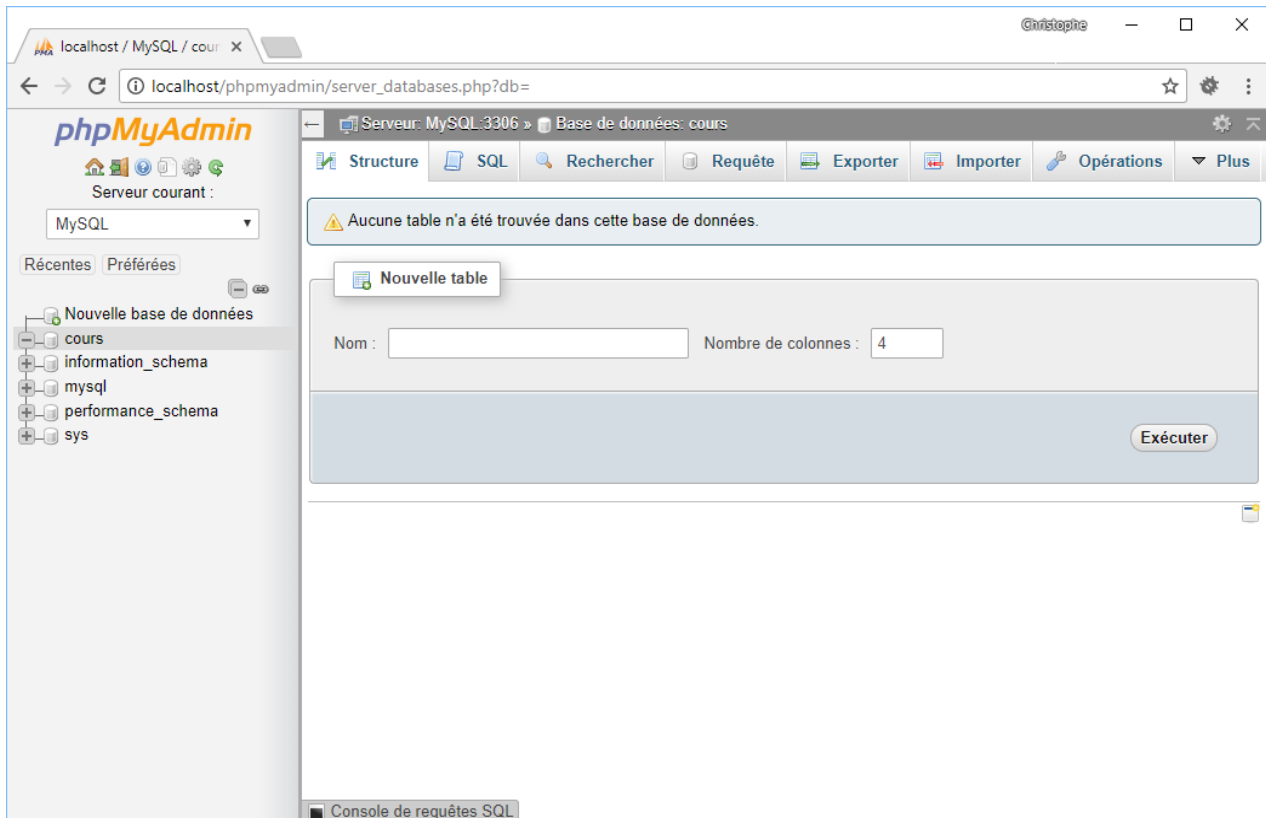 Christophe
localhost / MySQL / cour
localhost/phpmyadmin/server_databases.php?db=
phpMyAdmin
Serveur courant :
MySQL
Récentes Préférées
Nouvelle base de données
cours
information_schema
mysql
performance_schema
sys
Serveur: MySQL:3306 » Base de données: cours
Structure SQL Rechercher Requête Exporter Importer Opérations Plus
Aucune table n'a été trouvée dans cette base de données.
Nouvelle table
Nom : Nombre de colonnes : 4
Exécuter
Console de requêtes SQL